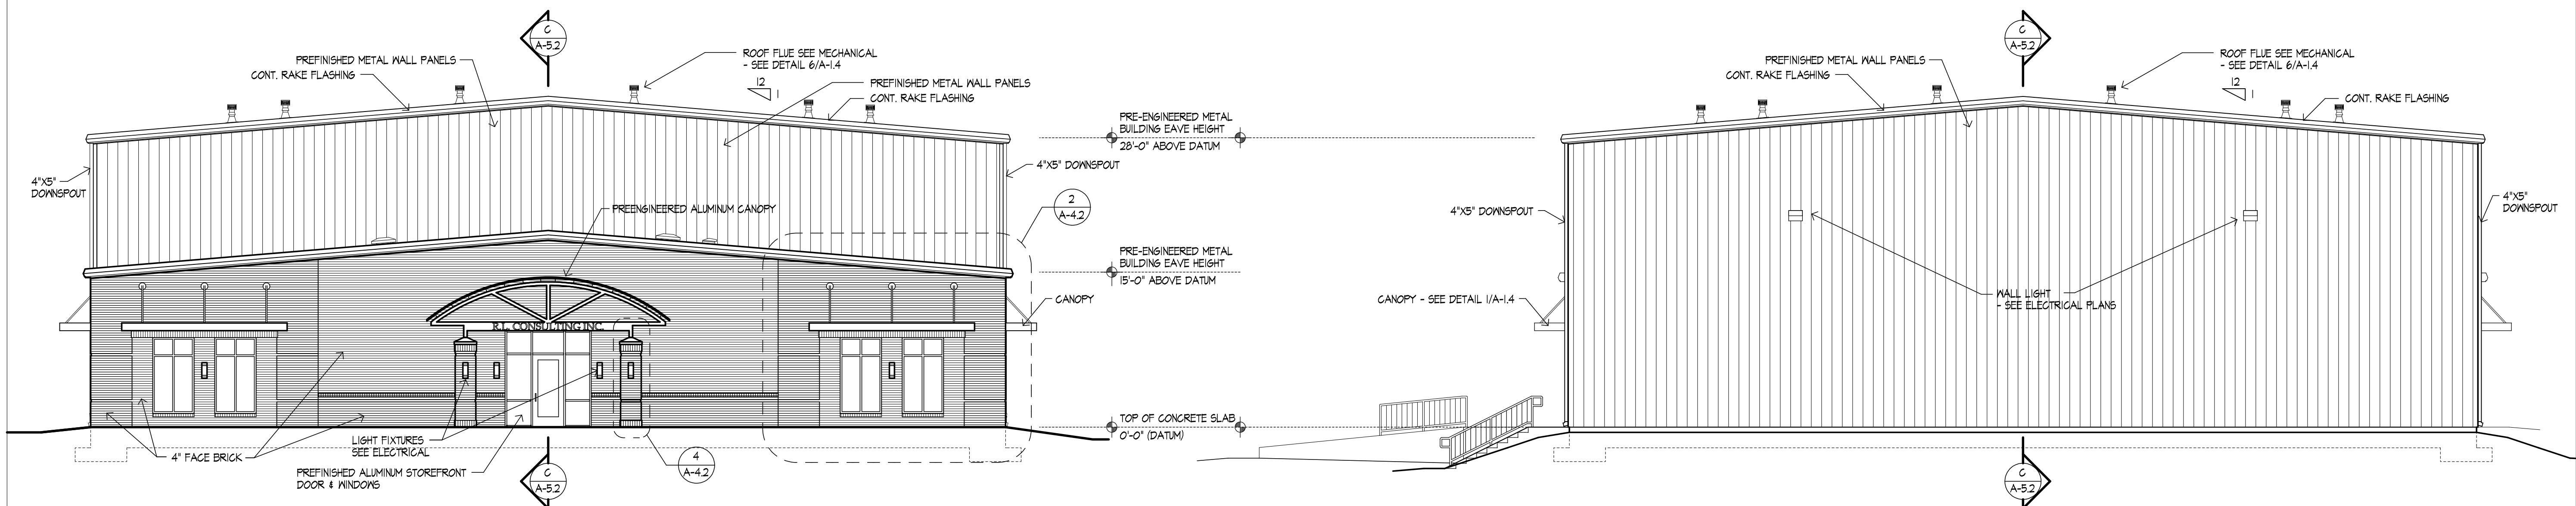 C
A-5.2
PREFINISHED METAL WALL PANELS
CONT. RAKE FLASHING
ROOF FLUE SEE MECHANICAL
- SEE DETAIL 6/A-1.4
12
1
PREFINISHED METAL WALL PANELS
CONT. RAKE FLASHING
4"X5"
DOWNSPOUT
4"X5" DOWNSPOUT
PREENGINEERED ALUMINUM CANOPY
2
A-4.2
CANOPY
R.L. CONSULTING INC.
4" FACE BRICK
LIGHT FIXTURES
SEE ELECTRICAL
PREFINISHED ALUMINUM STOREFRONT
DOOR & WINDOWS
4
A-4.2
C
A-5.2
PRE-ENGINEERED METAL
BUILDING EAVE HEIGHT
28'-0" ABOVE DATUM
PRE-ENGINEERED METAL
BUILDING EAVE HEIGHT
15'-0" ABOVE DATUM
TOP OF CONCRETE SLAB
0'-0" (DATUM)
C
A-5.2
PREFINISHED METAL WALL PANELS
CONT. RAKE FLASHING
ROOF FLUE SEE MECHANICAL
- SEE DETAIL 6/A-1.4
12
1
CONT. RAKE FLASHING
4"X5" DOWNSPOUT
4"X5"
DOWNSPOUT
CANOPY - SEE DETAIL 1/A-1.4
WALL LIGHT
- SEE ELECTRICAL PLANS
C
A-5.2